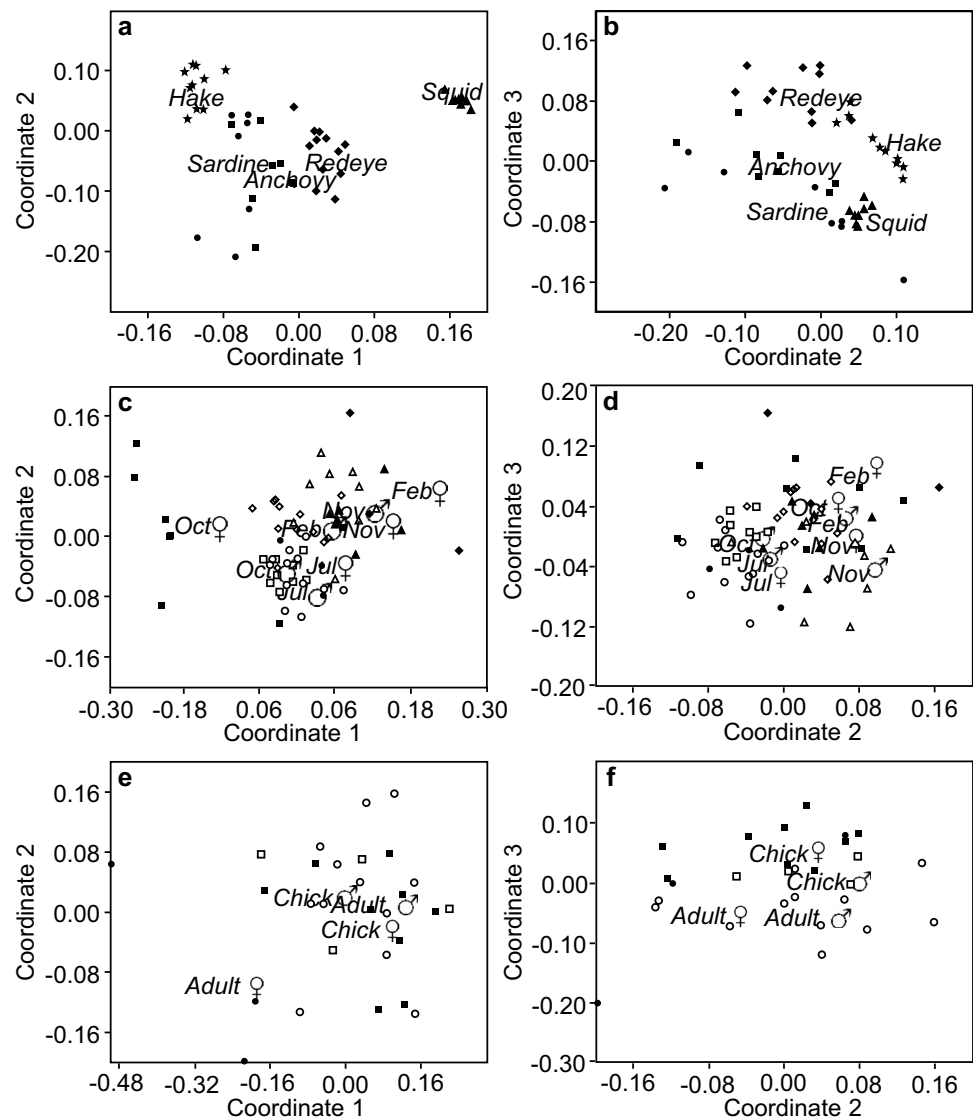 a
0.10
0.00
-0.10
-0.20
Coordinate 2
Hake
Squid
Sardine
Redeye
Anchovy
-0.16
-0.08
0.00
0.08
0.16
Coordinate 1
b
0.16
0.08
0.00
-0.08
-0.16
Coordinate 3
Redeye
Hake
Anchovy
Sardine
Squid
-0.20
-0.10
0.00
0.10
Coordinate 2
c
0.16
0.08
0.00
-0.08
-0.16
Coordinate 2
Feb♀
Nov♂
Oct♀
Feb♂
Nov♀
Jul♀
Oct♂
Jul♂
-0.30
-0.18
0.06
0.06
0.18
0.30
Coordinate 1
d
0.20
0.12
0.04
-0.04
-0.12
-0.20
Coordinate 3
Feb♀
Oct♀
Feb♂
Oct♂
Nov♀
Jul♂
Jul♀
Nov♂
-0.16
-0.08
0.00
0.08
0.16
Coordinate 2
e
0.16
0.08
0.00
-0.08
-0.16
Coordinate 2
Chick♂
Adult♂
Chick♀
Adult♀
-0.48
-0.32
-0.16
0.00
0.16
Coordinate 1
f
0.10
0.00
-0.10
-0.20
-0.30
Coordinate 3
Chick♀
Chick♂
Adult♀
Adult♂
-0.16
-0.08
0.00
0.08
0.16
Coordinate 2